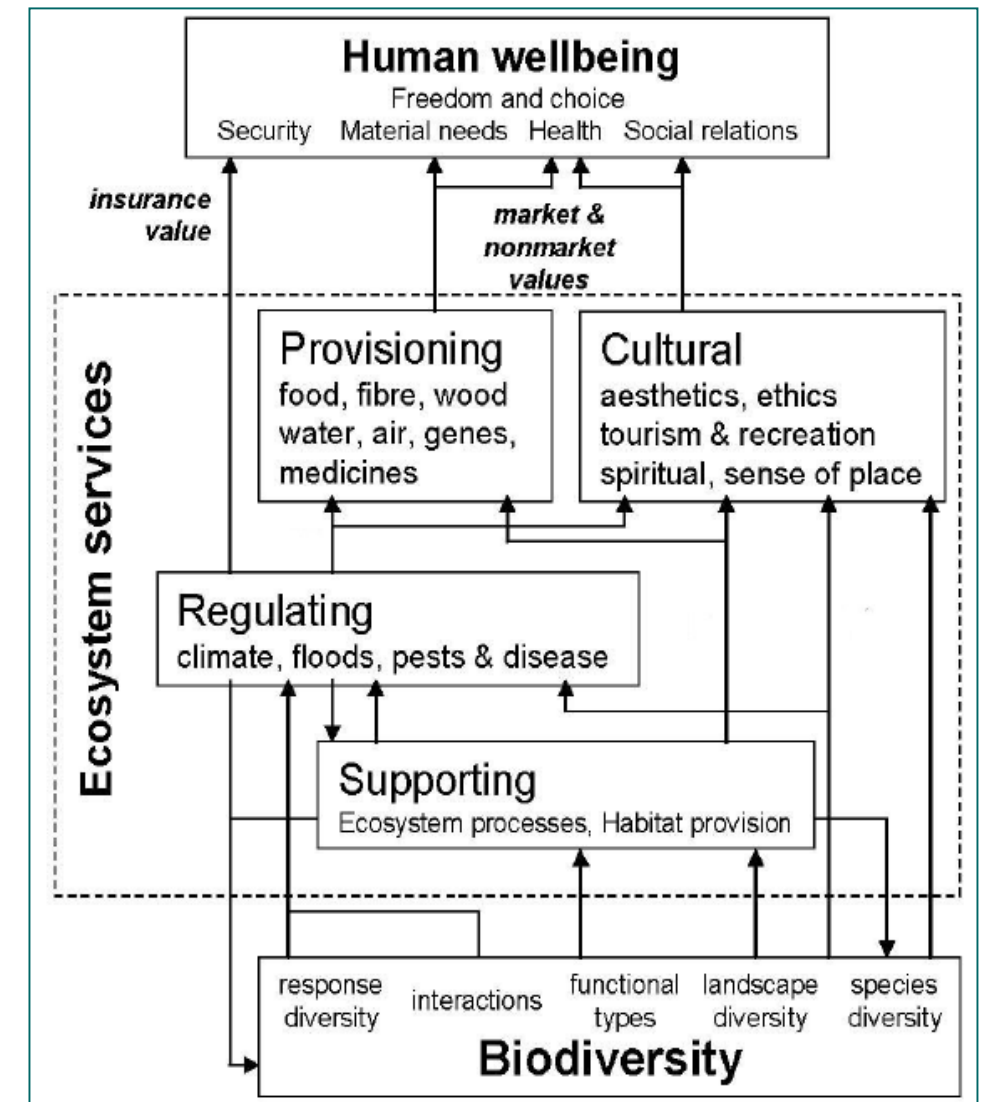 Human wellbeing
Freedom and choice
Security Material needs Health Social relations
insurance
value
market &
nonmarket
values
Ecosystem services
Provisioning
food, fibre, wood
water, air, genes,
medicines
Cultural
aesthetics, ethics
tourism & recreation
spiritual, sense of place
Regulating
climate, floods, pests & disease
Supporting
Ecosystem processes, Habitat provision
response
diversity
interactions
functional
types
landscape
diversity
species
diversity
Biodiversity